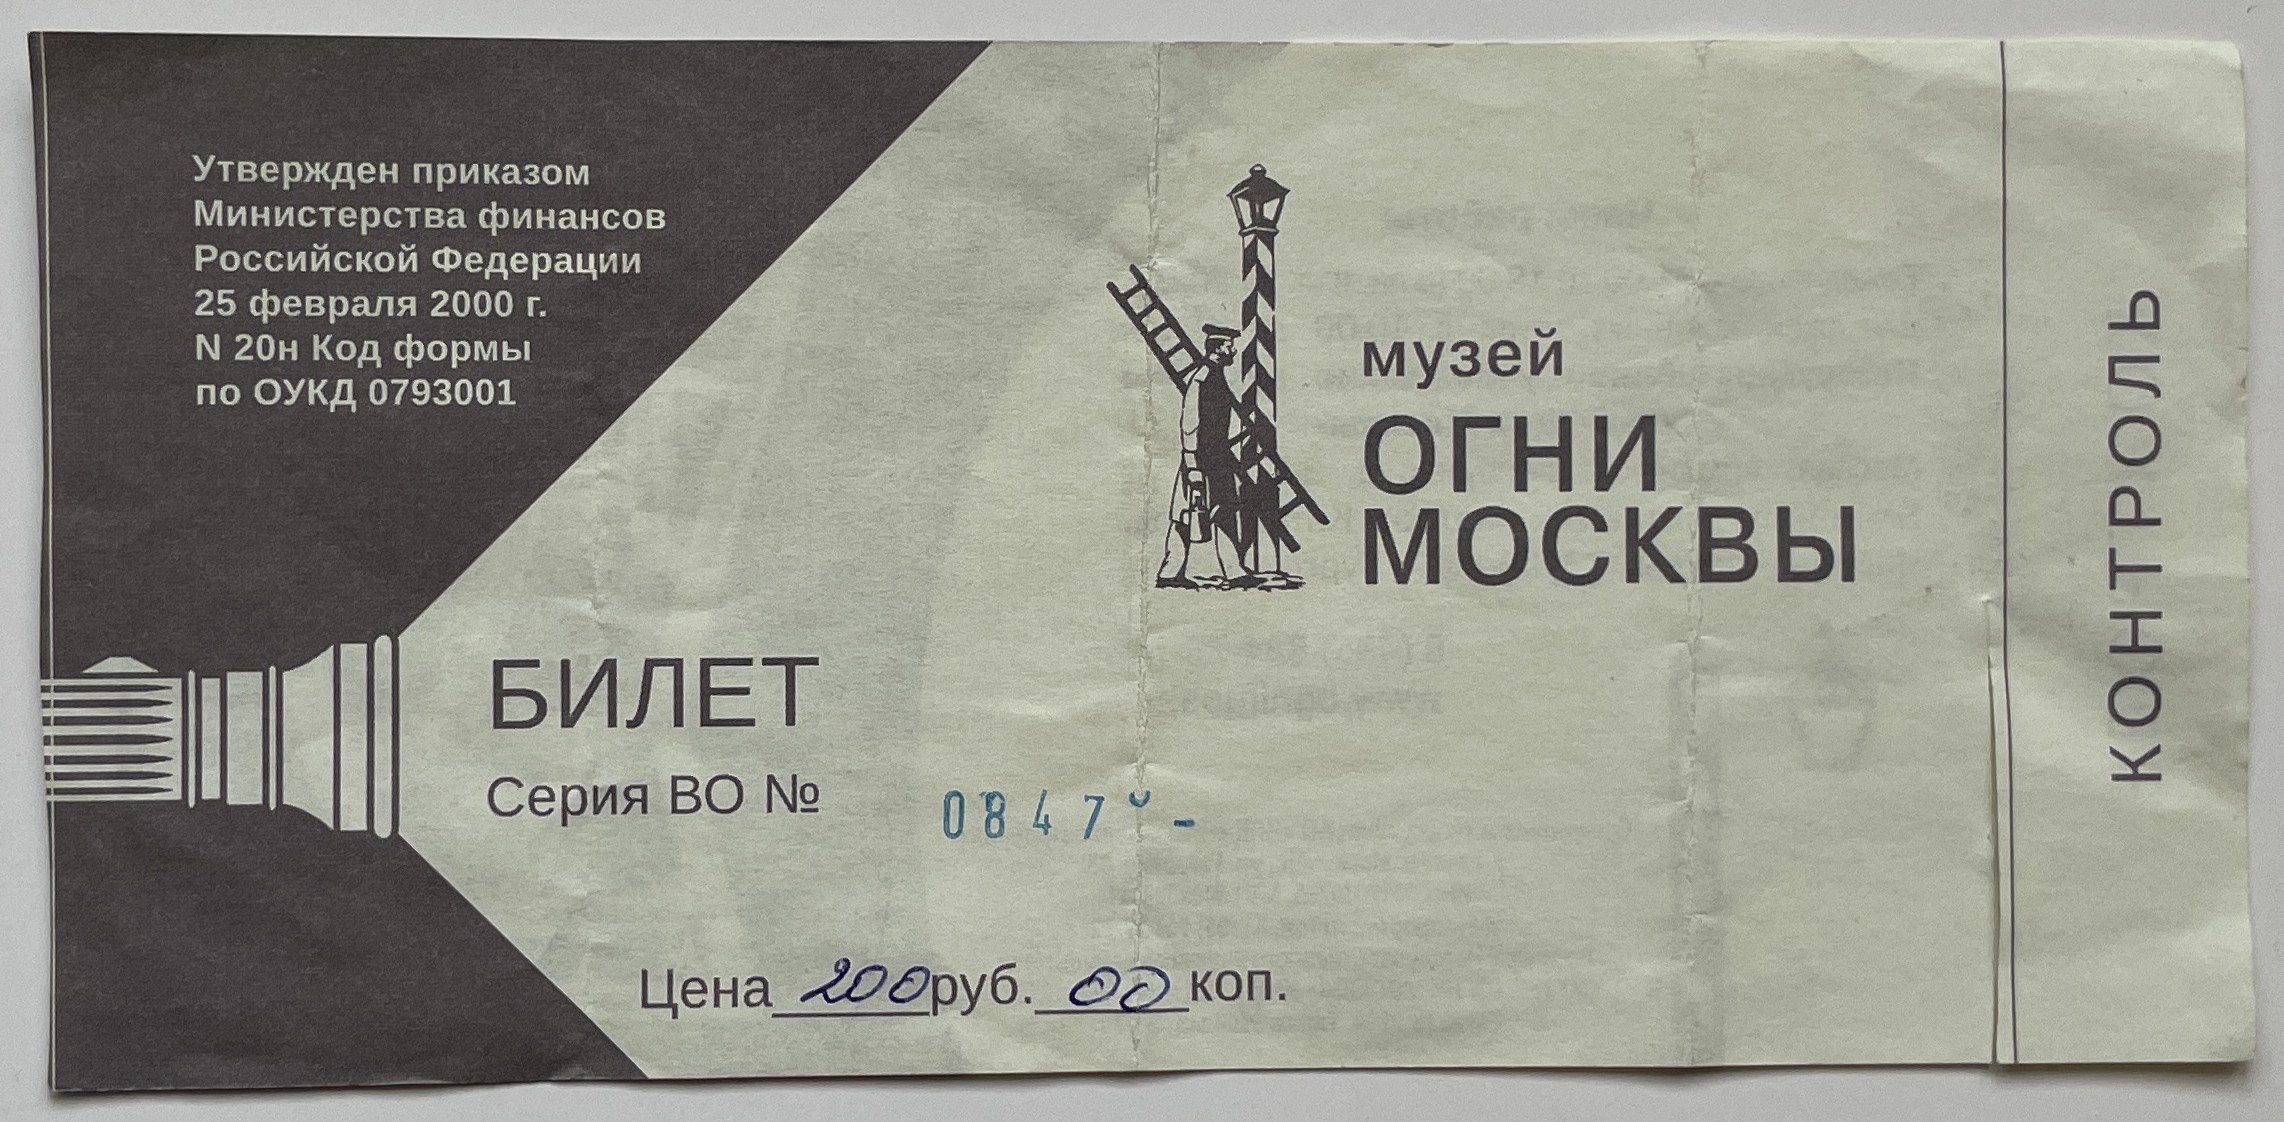 Утвержден приказом
Министерства финансов
Российской Федерации
25 февраля 2000 г.
N 20н Код формы
по ОУКД 0793001
музей
ОГНИ
МОСКВЫ
БИЛЕТ
Серия ВО №
Цена 200 руб. 00 коп.
КОНТРОЛЬ